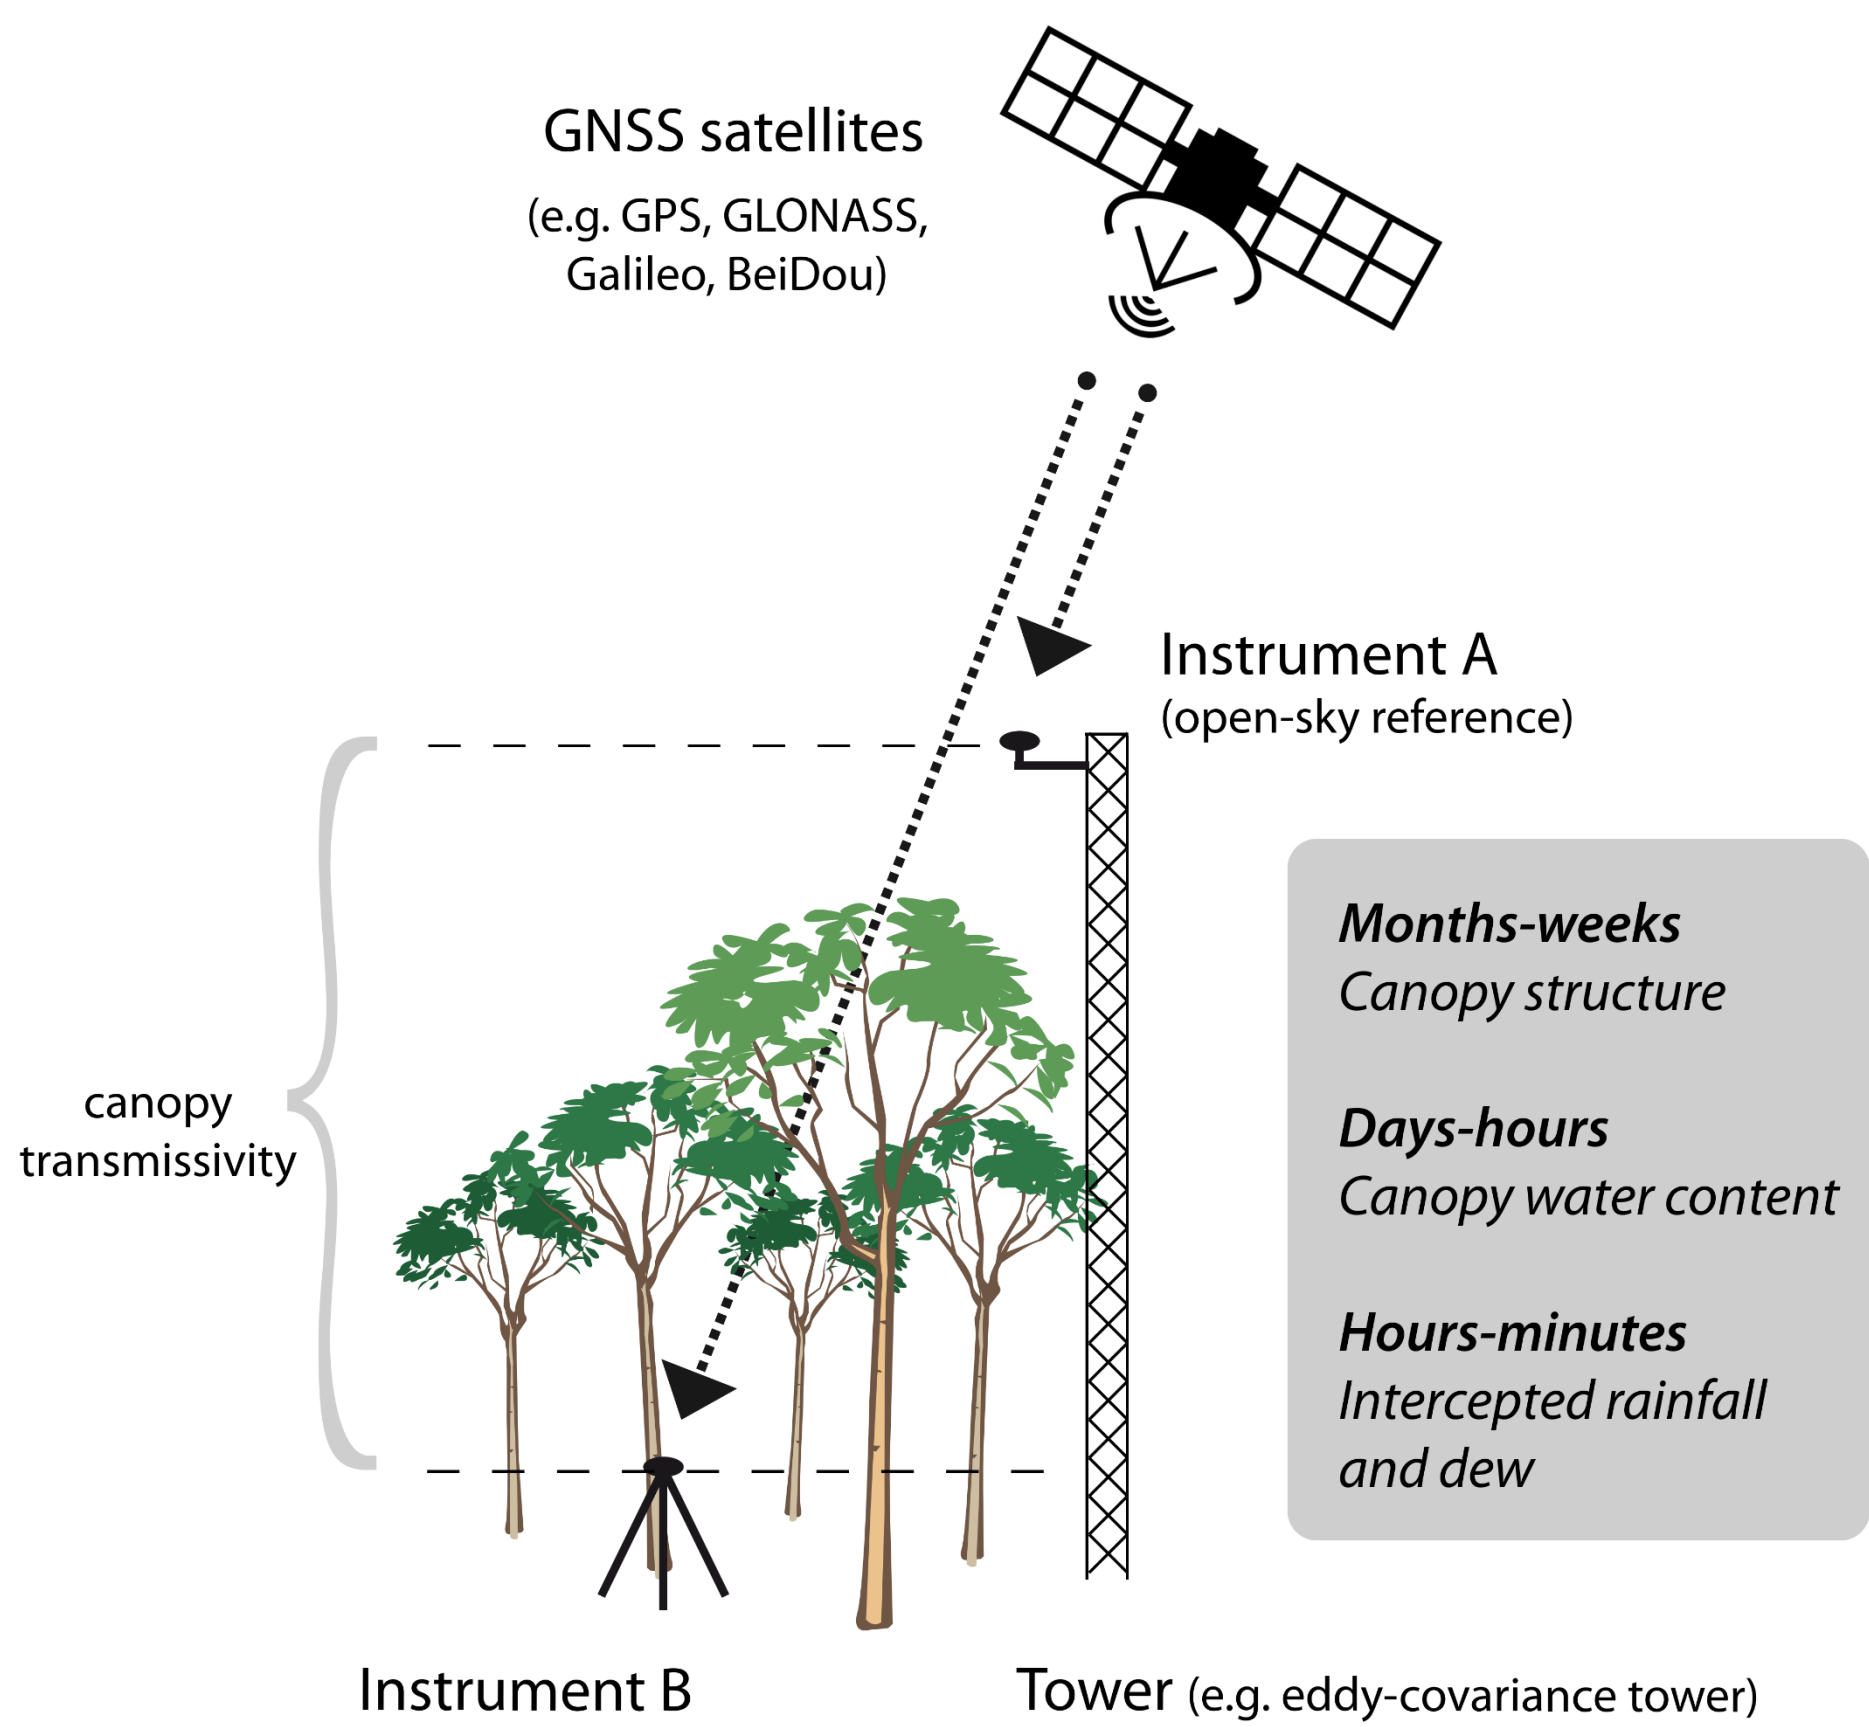 GNSS satellites
(e.g. GPS, GLONASS,
Galileo, BeiDou)
Instrument A
(open-sky reference)
canopy
transmissivity
Months-weeks
Canopy structure
Days-hours
Canopy water content
Hours-minutes
Intercepted rainfall
and dew
Instrument B
Tower (e.g. eddy-covariance tower)